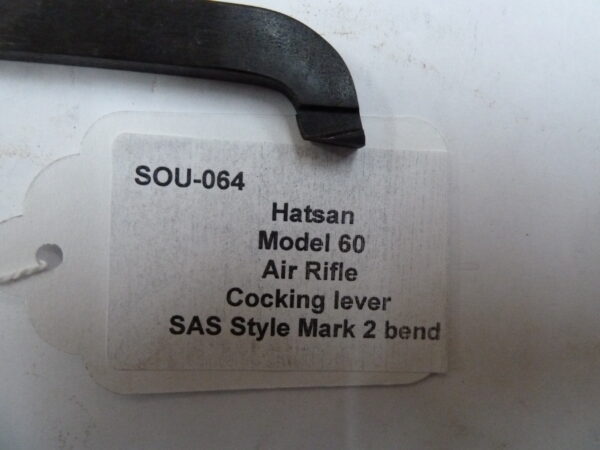 SOU-064
Hatsan
Model 60
Air Rifle
Cocking lever
SAS Style Mark 2 bend